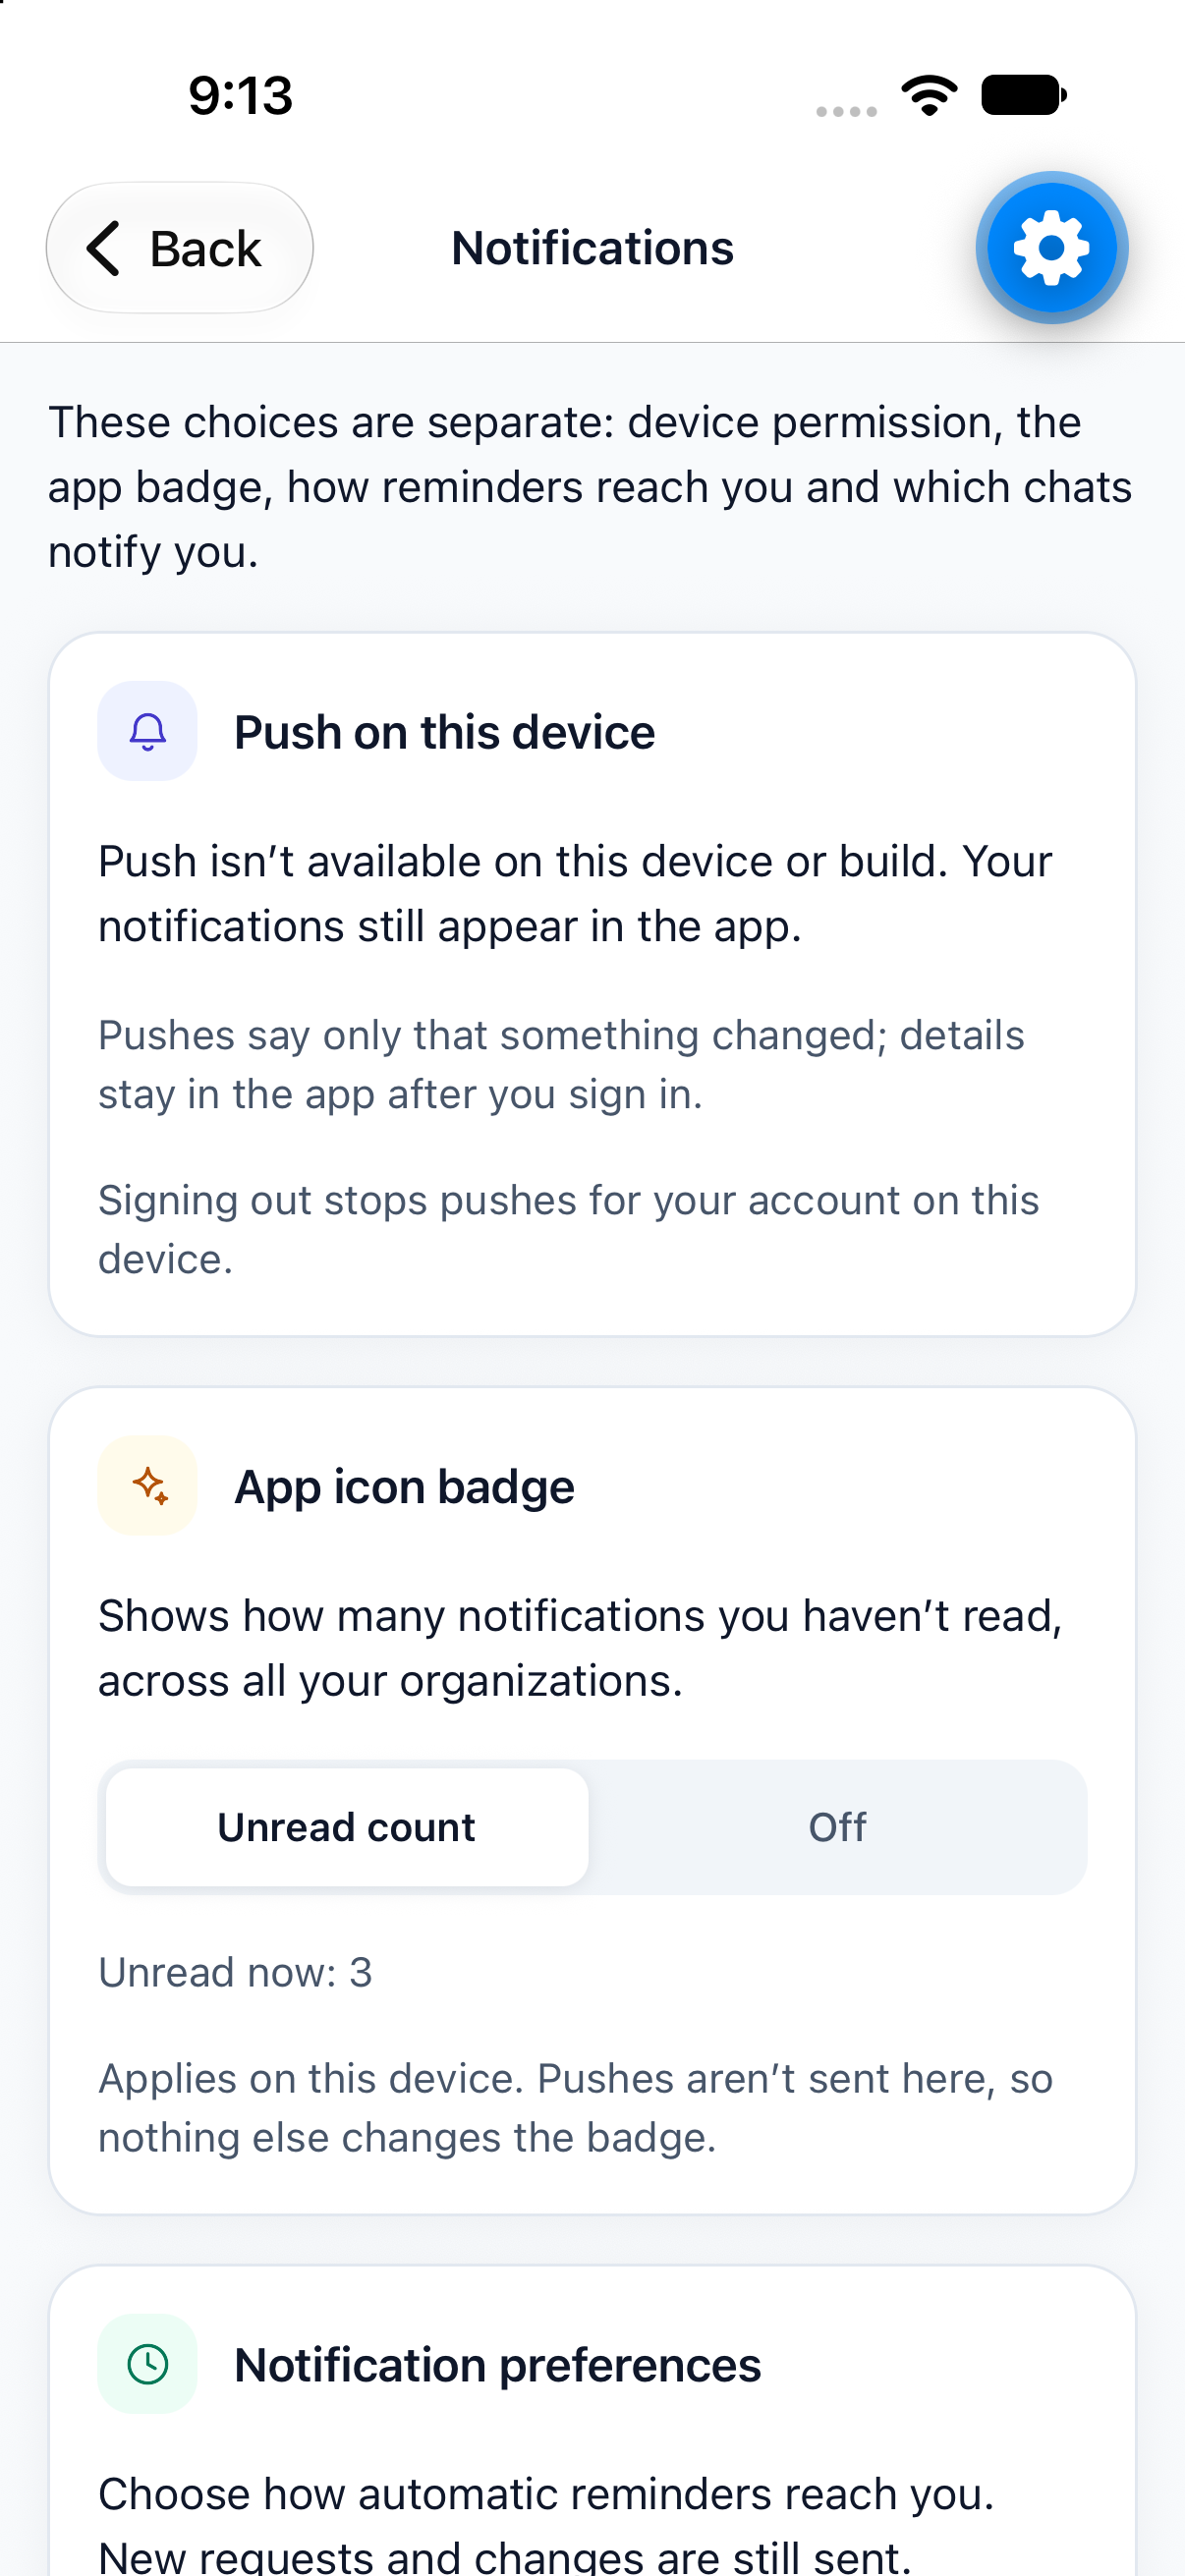 9:13
Back
Notifications
These choices are separate: device permission, the
app badge, how reminders reach you and which chats
notify you.
Push on this device
Push isn’t available on this device or build. Your
notifications still appear in the app.
Pushes say only that something changed; details
stay in the app after you sign in.
Signing out stops pushes for your account on this
device.
App icon badge
Shows how many notifications you haven’t read,
across all your organizations.
Unread count
Off
Unread now: 3
Applies on this device. Pushes aren’t sent here, so
nothing else changes the badge.
Notification preferences
Choose how automatic reminders reach you.
New requests and changes are still sent.